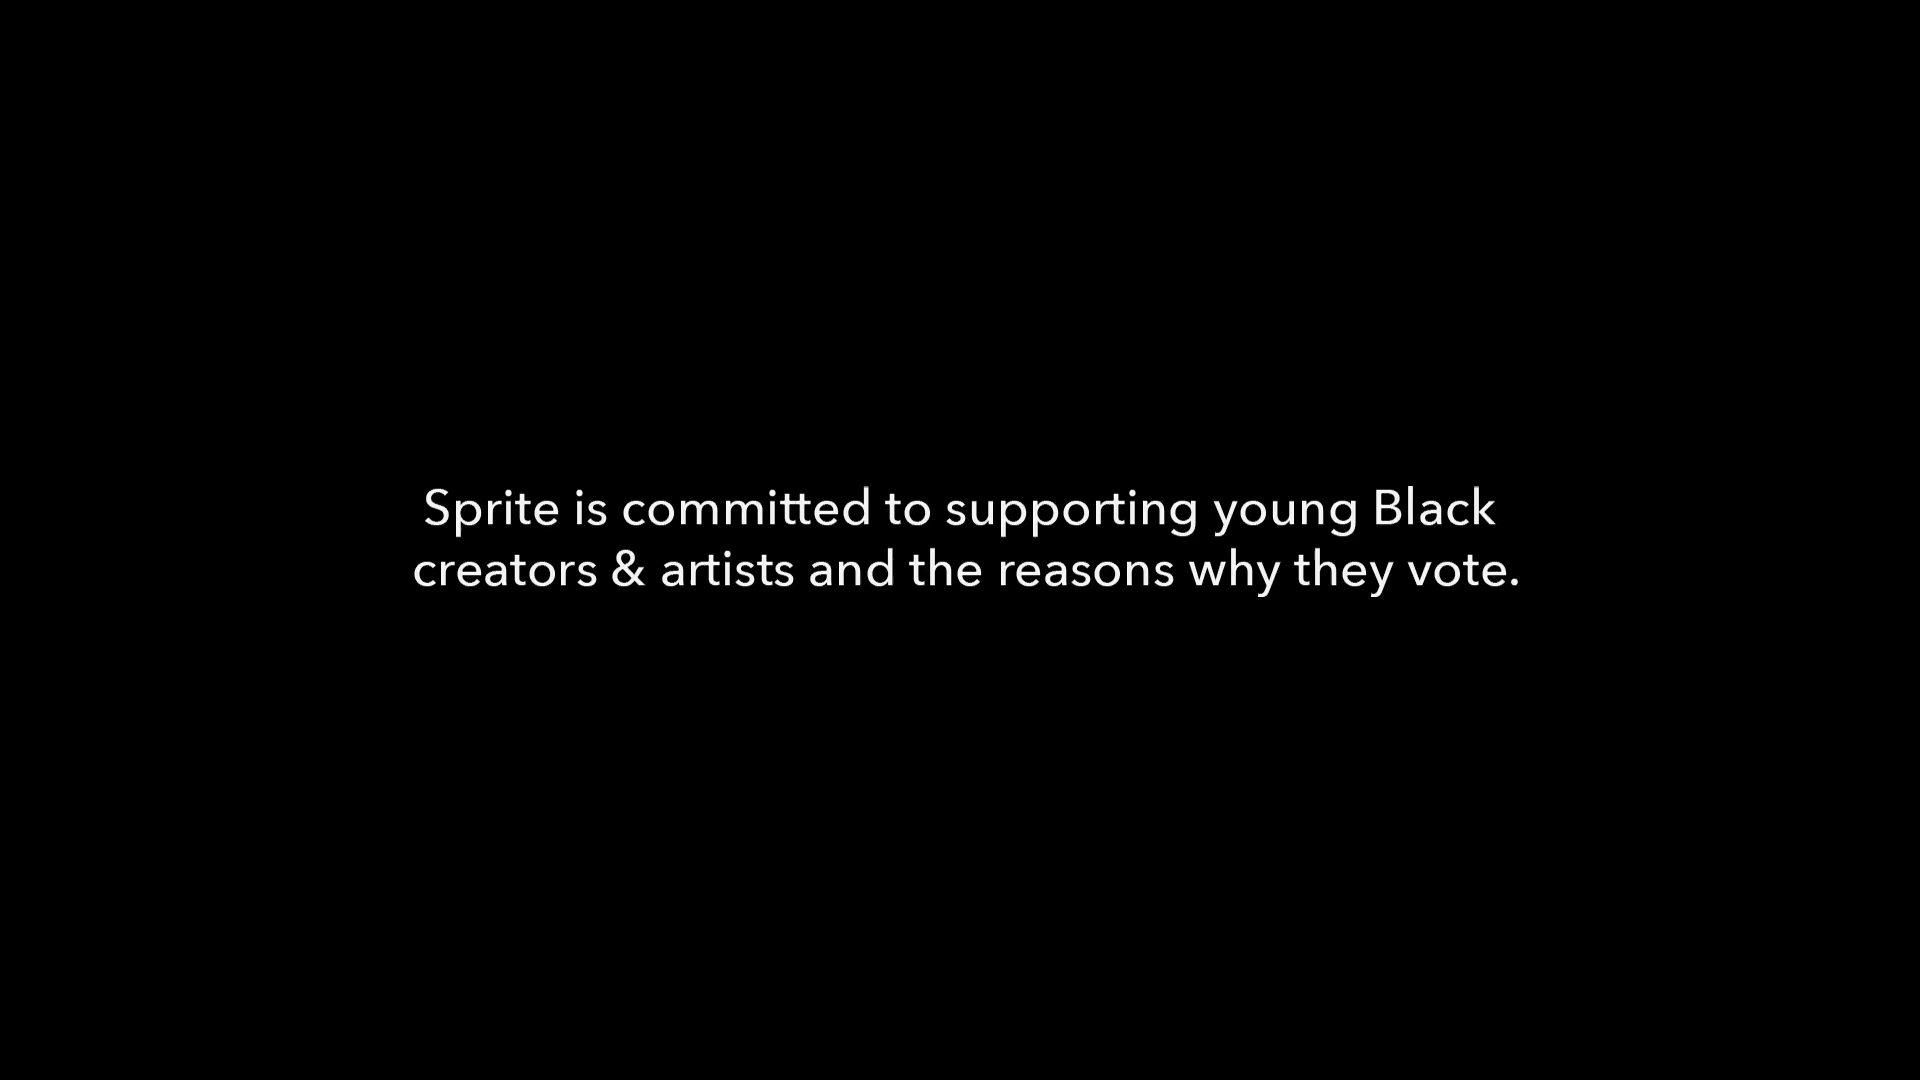 Sprite is committed to supporting young Black
creators & artists and the reasons why they vote.